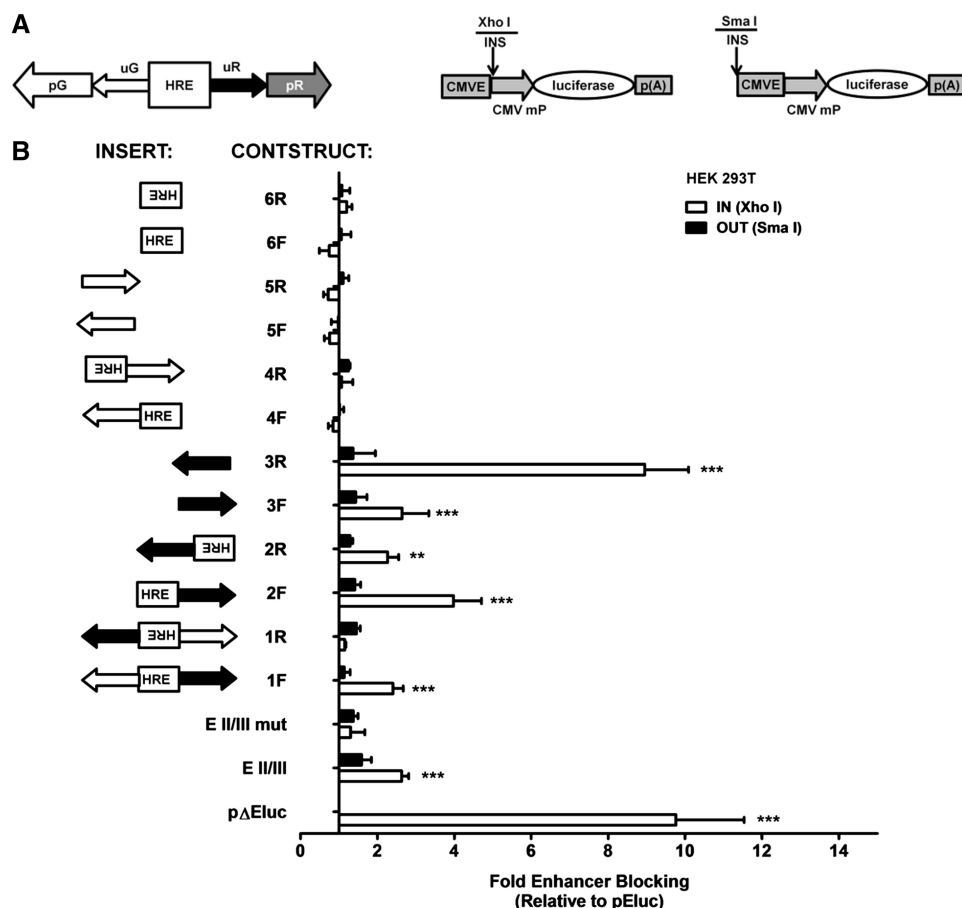 A
pG
uG
HRE
uR
pR
Xho I
INS
CMVE
luciferase
p(A)
CMV mP
Sma I
INS
CMVE
luciferase
p(A)
CMV mP
B
INSERT:
CONTSTRUCT:
HEK 293T
IN (Xho I)
OUT (Sma I)
HRE
6R
HRE
6F
5R
5F
HRE
4R
HRE
4F
3R
***
3F
***
HRE
2R
**
HRE
2F
***
HRE
1R
HRE
1F
***
E II/III mut
E II/III
***
p∆Eluc
***
0 2 4 6 8 10 12 14
Fold Enhancer Blocking
(Relative to pEluc)